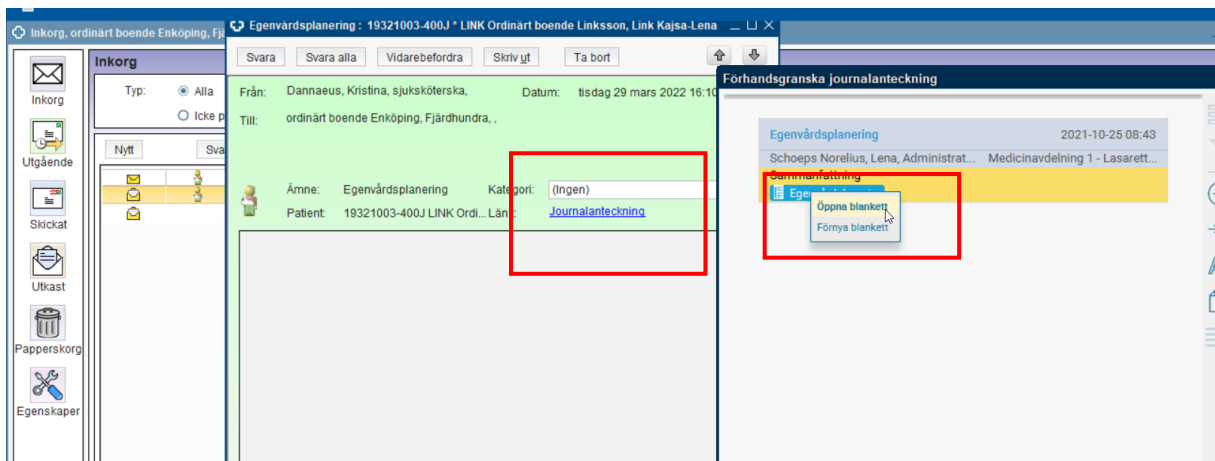 Inkorg, ordinärt boende Enköping, Fj
Inkorg
Utgående
Skickat
Utkast
Papperskorg
Egenskaper
Inkorg
Typ:
Alla
Icke p
Nytt
Sva
Egenvårdsplanering : 19321003-400J * LINK Ordinärt boende Linksson, Link Kajsa-Lena
Svara
Svara alla
Vidarebefordra
Skriv ut
Ta bort
Från: Dannaeus, Kristina, sjuksköterska, Datum: tisdag 29 mars 2022 16:10
Till: ordinärt boende Enköping, Fjärdhundra, ,
Ämne: Egenvårdsplanering Kategori: (Ingen)
Patient: 19321003-400J LINK Ordi... Länk: Journalanteckning
Förhandsgranska journalanteckning
Egenvårdsplanering 2021-10-25 08:43
Schoeps Norelius, Lena, Administrat... Medicinavdelning 1 - Lasarett...
Sammanfattning
Öppna blankett
Förnya blankett